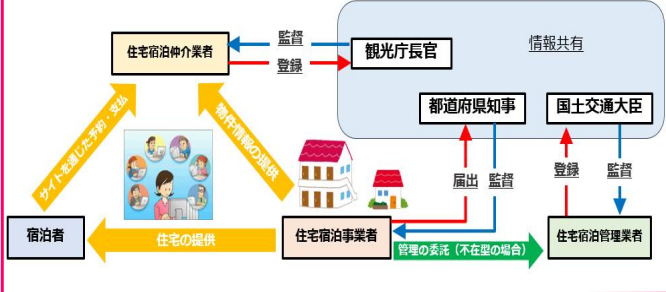 監督
登録
住宅宿泊仲介業者
観光庁長官
情報共有
都道府県知事
国土交通大臣
サイトを通じた予約・支払
物件情報の提供
届出
監督
登録
監督
宿泊者
住宅の提供
住宅宿泊事業者
管理の委託（不在型の場合）
住宅宿泊管理業者